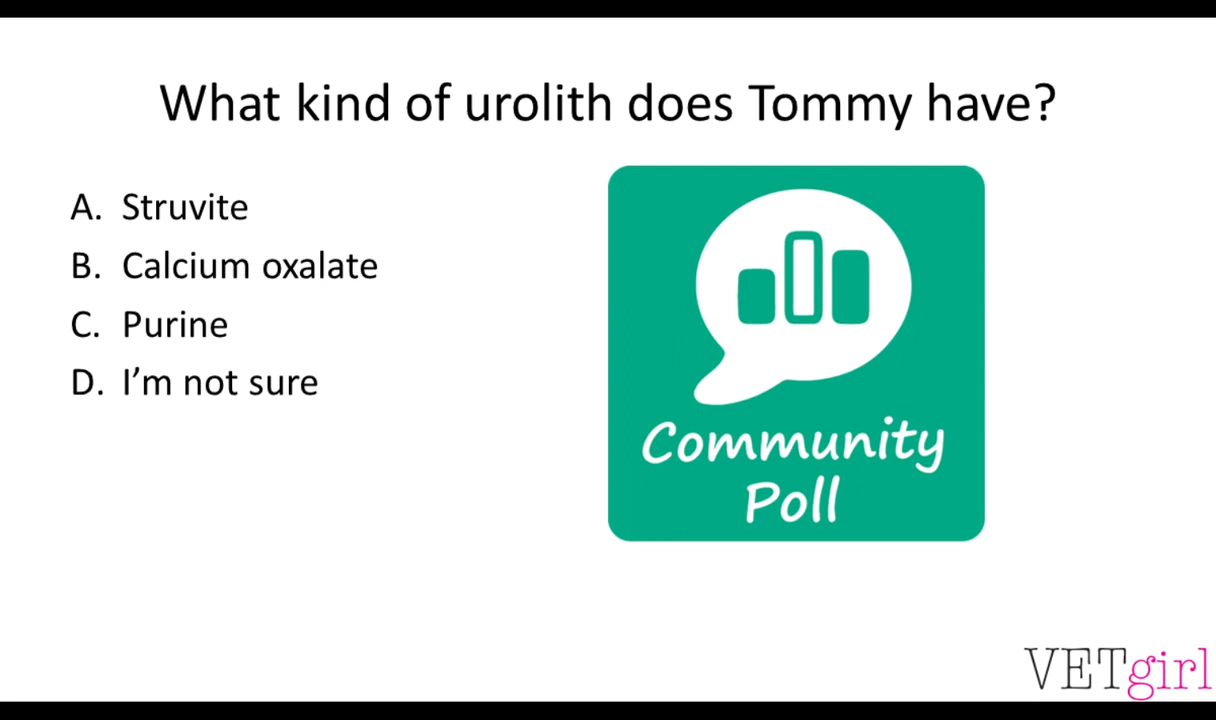 What kind of urolith does Tommy have?
A. Struvite
B. Calcium oxalate
C. Purine
D. I’m not sure
Community
Poll
VETgirl